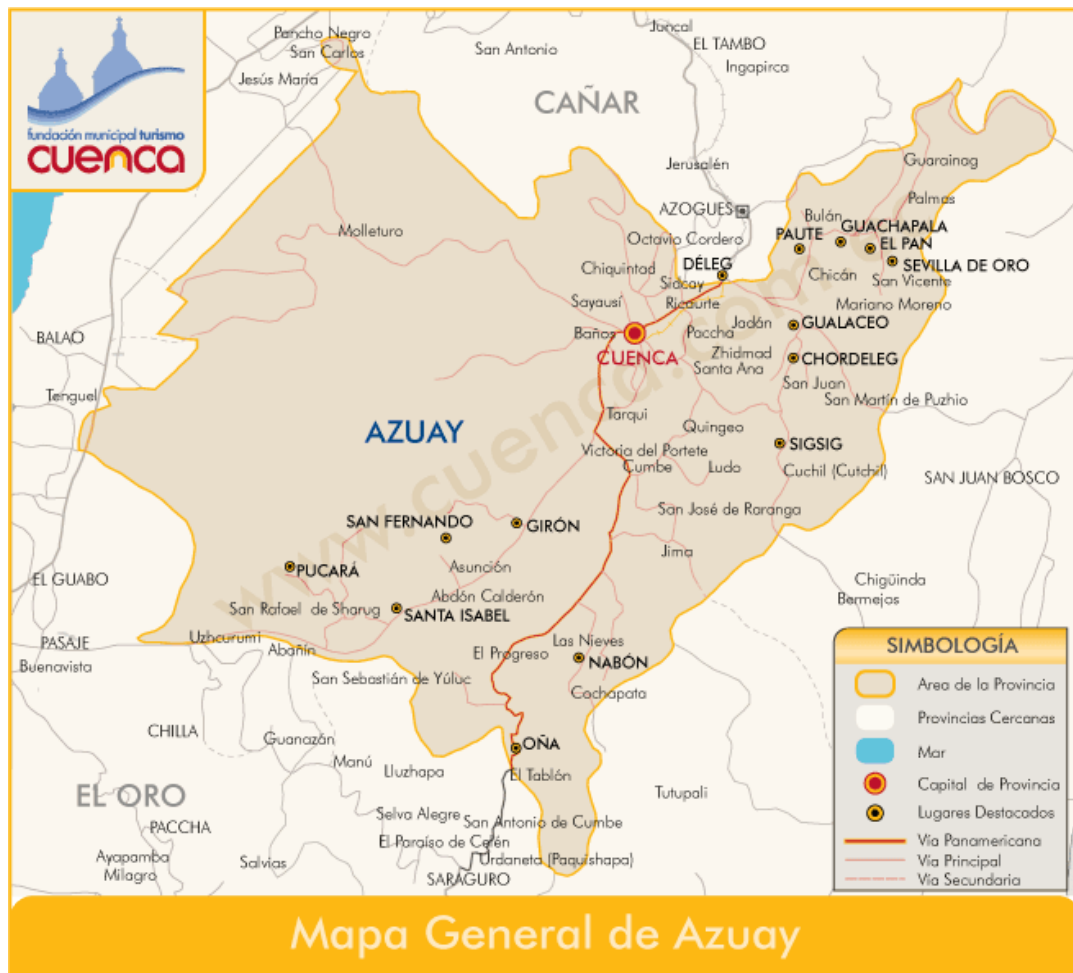 fundación municipal turismo
cuenca
Pancho Negro
San Carlos
Jesús María
San Antonio
Juncal
EL TAMBO
Ingapirca
CAÑAR
Jerusalén
Guarainag
Palmas
AZOGUES
Bulán
GUACHAPALA
Molleturo
Octavio Cordero
PAUTE
EL PAN
DÉLEG
SEVILLA DE ORO
Chiquintad
Sidcay
Chicán
San Vicente
Sayausí
Ricaurte
Mariano Moreno
BALAO
Baños
Paccha
Jadán
GUALACEO
CUENCA
Zhidmad
CHORDELEG
Santa Ana
Tenguel
San Juan
San Martín de Puzhio
Tarqui
AZUAY
Quingeo
Victoria del Portete
SIGSIG
Cumbe
Ludo
Cuchil (Cutchil)
SAN JUAN BOSCO
www.cuenca.com
San José de Raranga
SAN FERNANDO
GIRÓN
Jima
Asunción
PUCARÁ
EL GUABO
Chigüinda
Bermejos
Abdón Calderón
San Rafael de Sharug
SANTA ISABEL
PASAJE
Uzhcurumi
Abañín
Las Nieves
Buenavista
El Progreso
NABÓN
San Sebastián de Yúluc
Cochapata
CHILLA
Guanazán
OÑA
Manú
Lluzhapa
El Tablón
EL ORO
Tutupali
Selva Alegre
San Antonio de Cumbe
PACCHA
El Paraíso de Celén
Ayapamba
Milagro
Salvias
Urdaneta (Paquishapa)
SARAGURO
SIMBOLOGÍA
Area de la Provincia
Provincias Cercanas
Mar
Capital de Provincia
Lugares Destacados
Vía Panamericana
Vía Principal
Vía Secundaria
Mapa General de Azuay